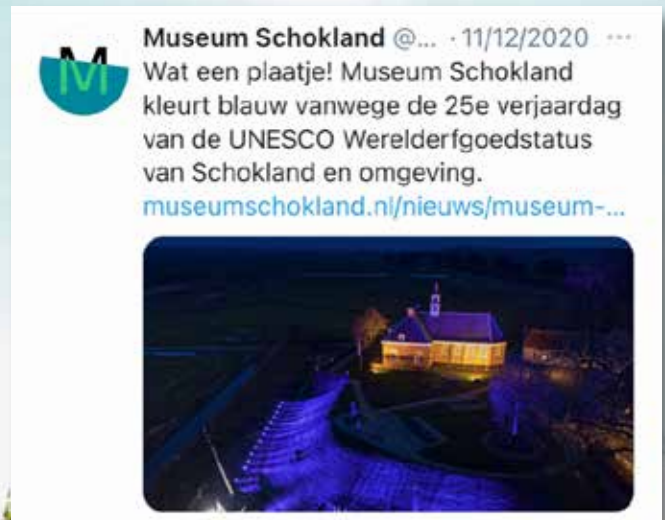 M
Museum Schokland @... · 11/12/2020 ···
Wat een plaatje! Museum Schokland
kleurt blauw vanwege de 25e verjaardag
van de UNESCO Werelderfgoedstatus
van Schokland en omgeving.
museumschokland.nl/nieuws/museum-...